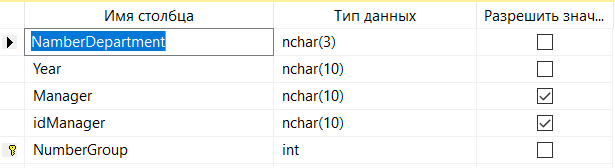 Имя столбца Тип данных Разрешить знач...
NamberDepartment nchar(3)
Year nchar(10)
Manager nchar(10)
idManager nchar(10)
NumberGroup int